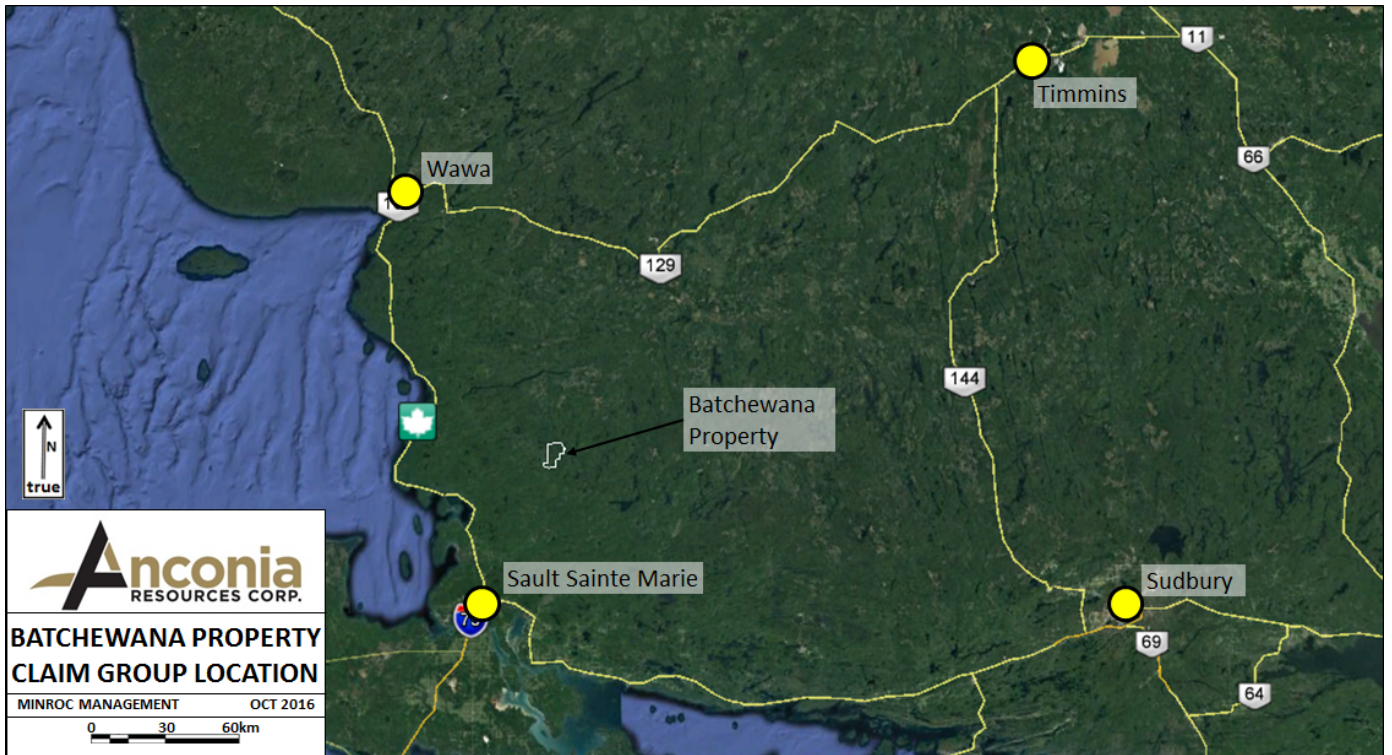 11
Timmins
66
Wawa
129
144
Batchewana
Property
N
true
Anconia
RESOURCES CORP.
Sault Sainte Marie
Sudbury
69
64
BATCHEWANA PROPERTY
CLAIM GROUP LOCATION
MINROC MANAGEMENT OCT 2016
0 30 60km